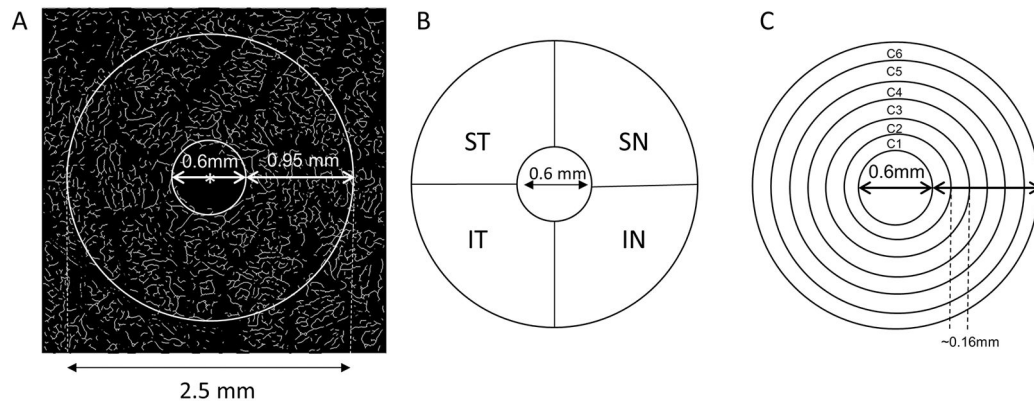 A
0.6mm
0.95 mm
*
2.5 mm
B
ST
SN
0.6 mm
IT
IN
C
C6
C5
C4
C3
C2
C1
0.6mm
~0.16mm